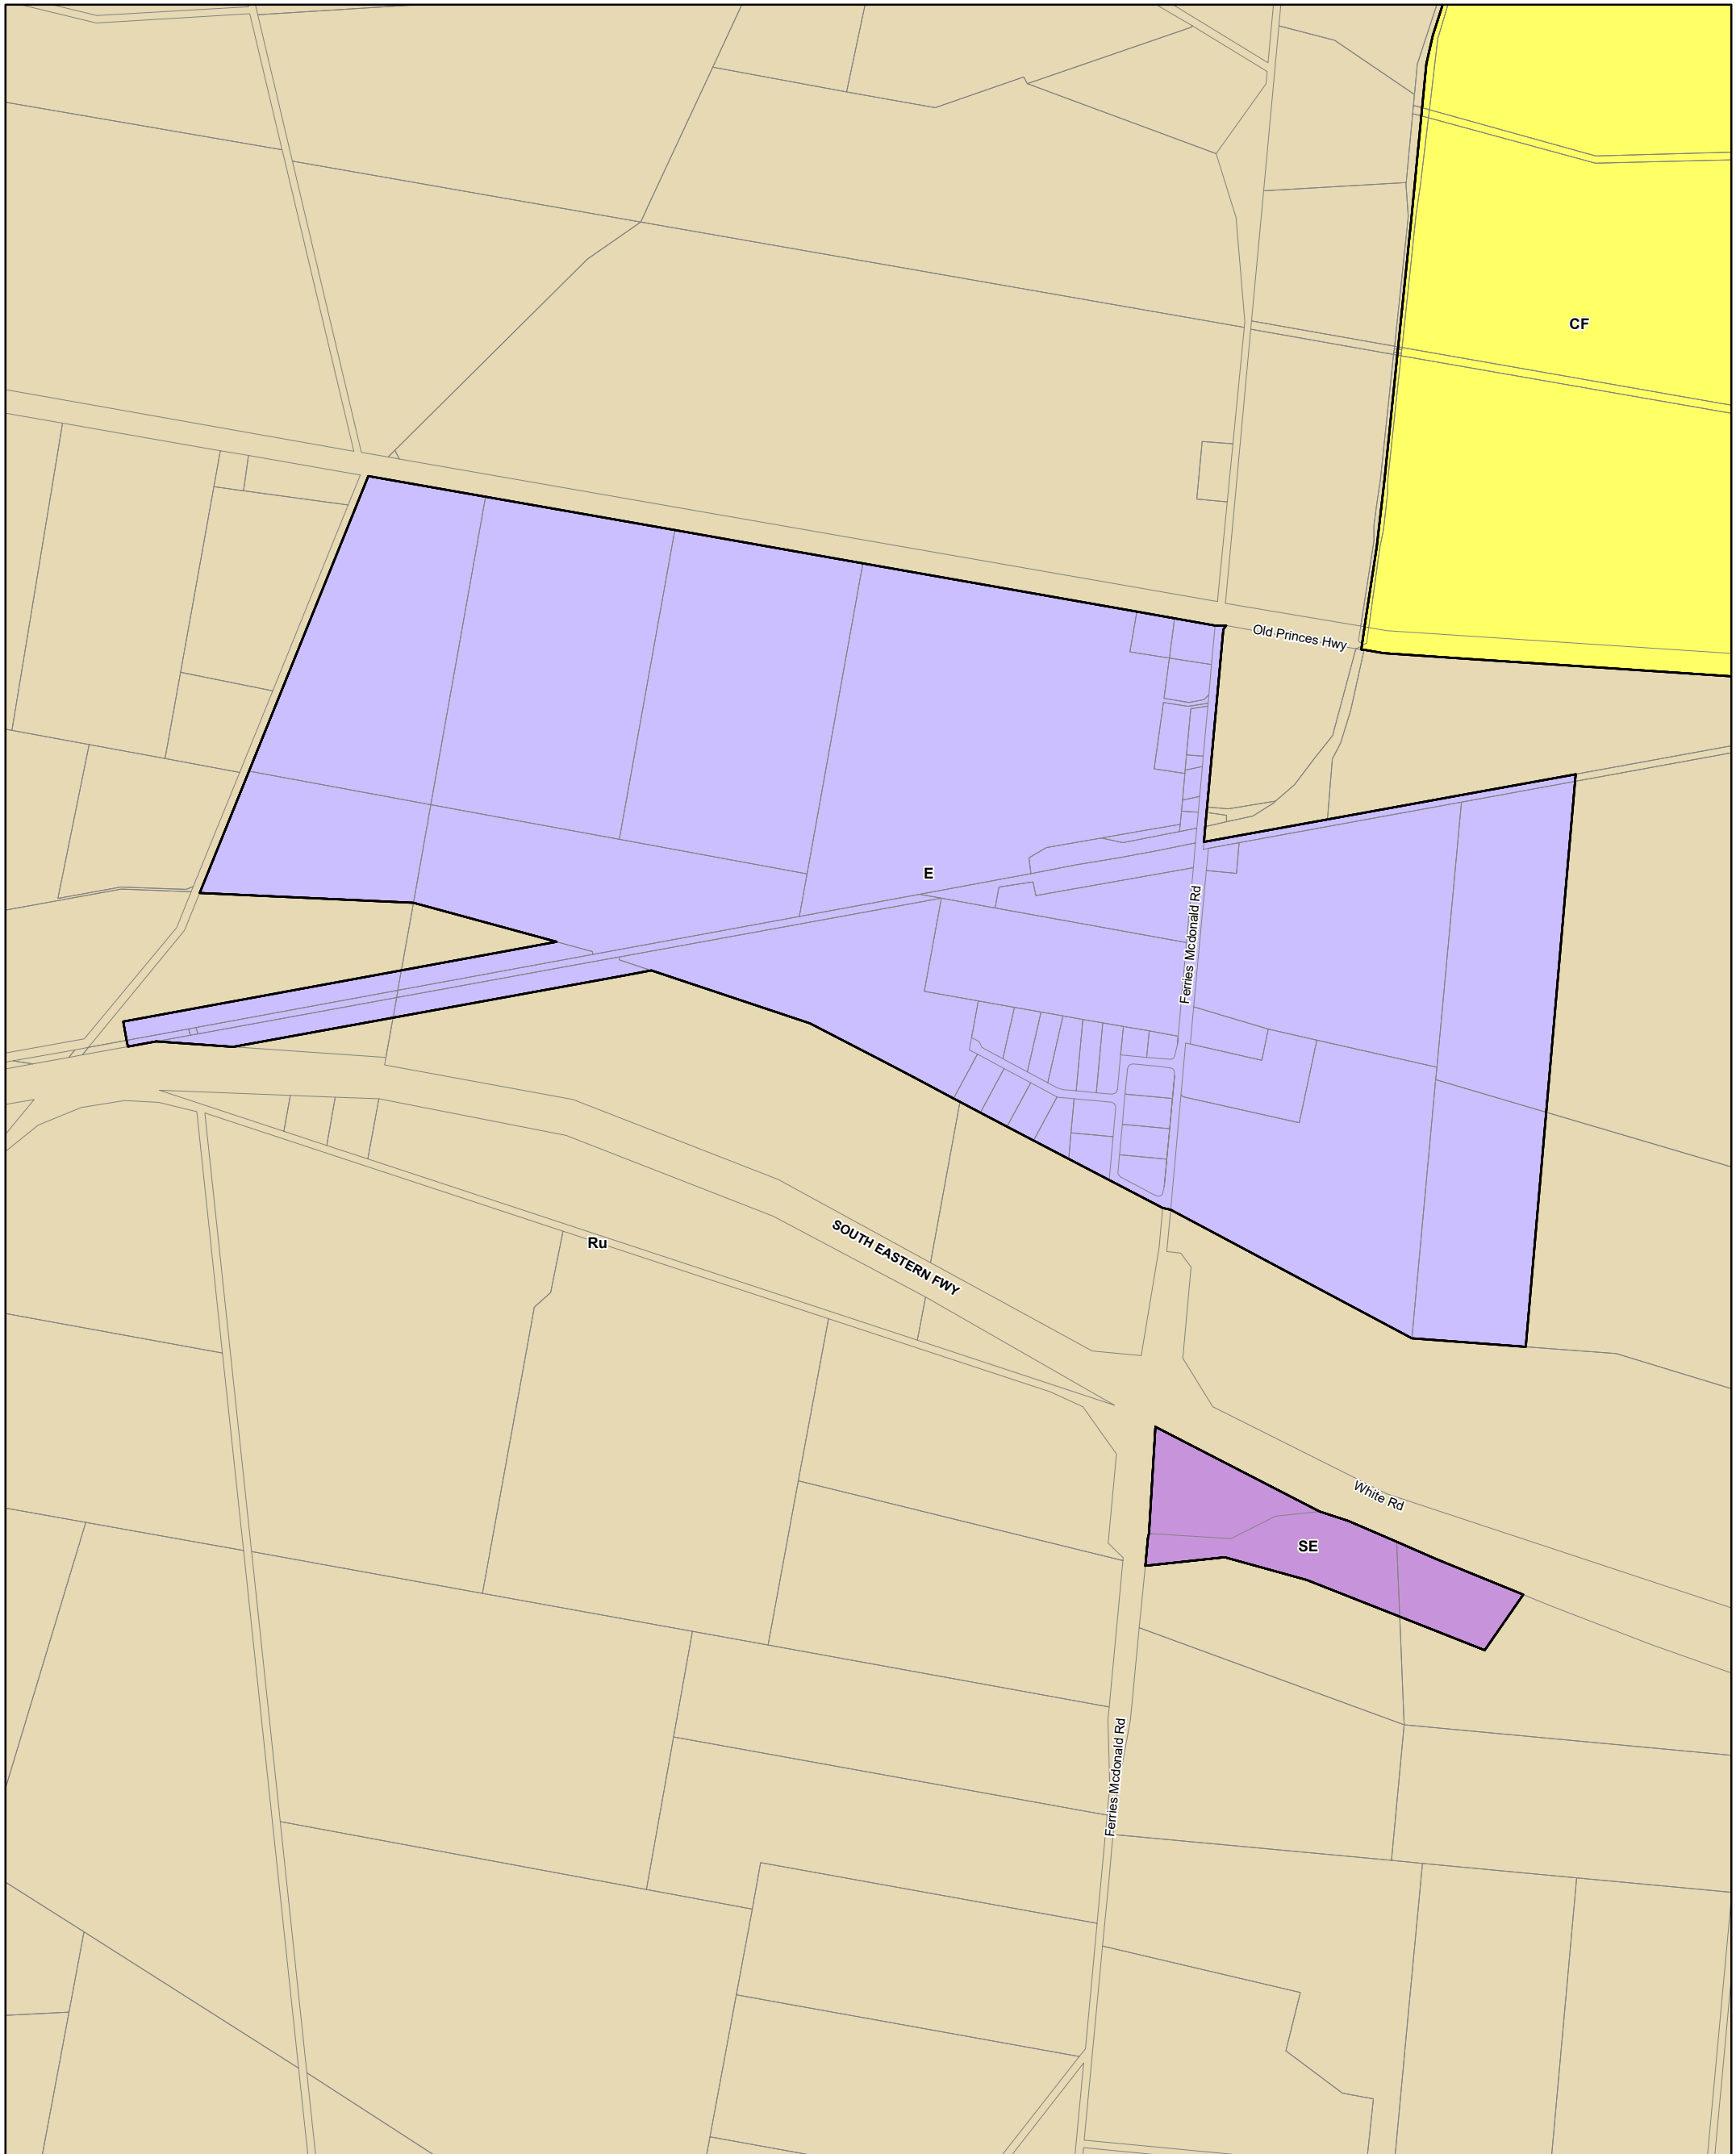 CF
Old Princes Hwy
E
Ferries Mcdonald Rd
Ru
SOUTH EASTERN FWY
White Rd
SE
Ferries Mcdonald Rd